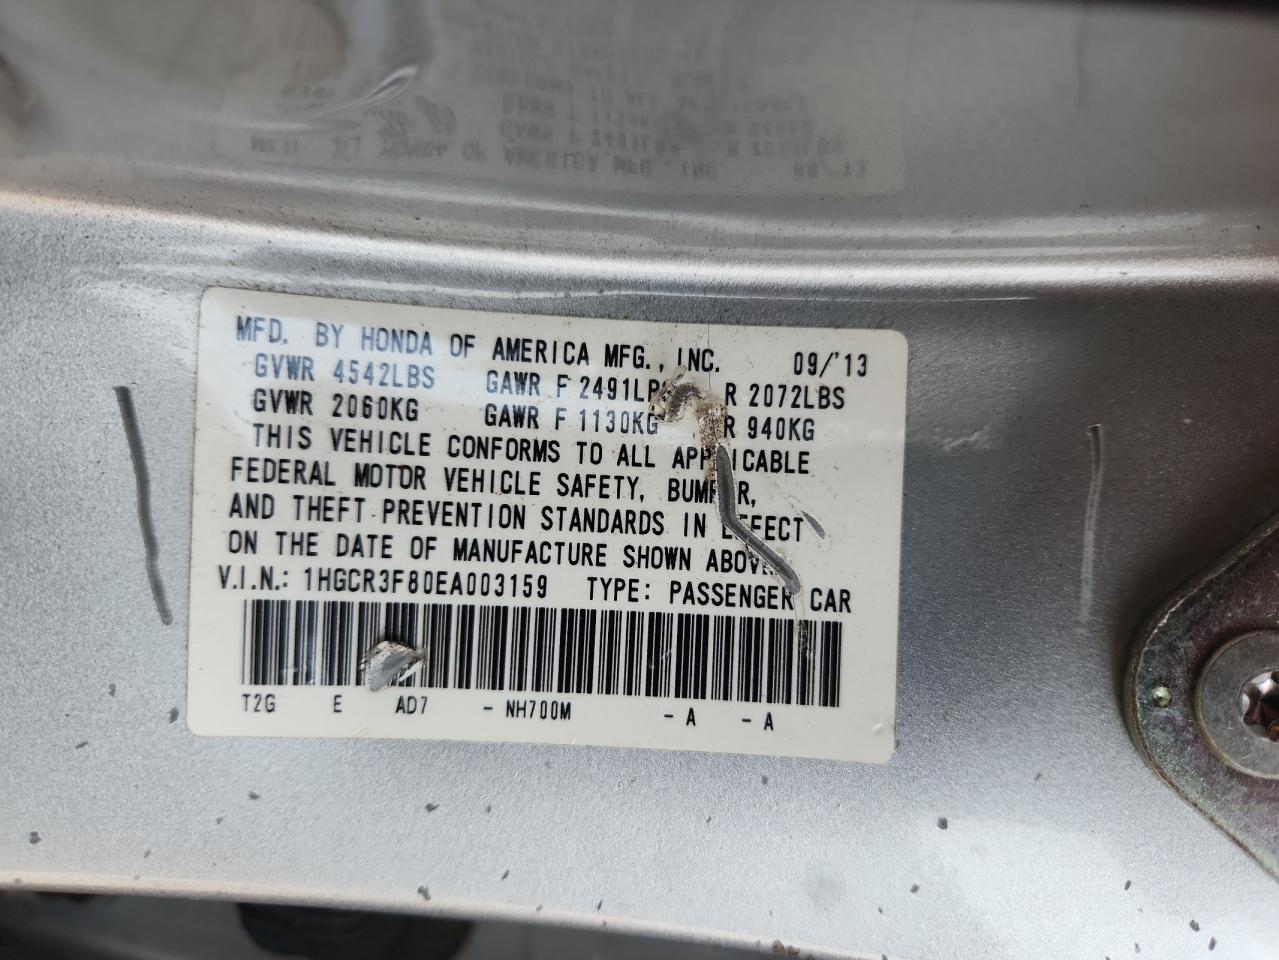 MFD. BY HONDA OF AMERICA MFG., INC. 09/'13
GVWR 4542LBS GAWR F 2491LBS R 2072LBS
GVWR 2060KG GAWR F 1130KG R 940KG
THIS VEHICLE CONFORMS TO ALL APPLICABLE
FEDERAL MOTOR VEHICLE SAFETY, BUMPER,
AND THEFT PREVENTION STANDARDS IN EFFECT
ON THE DATE OF MANUFACTURE SHOWN ABOVE.
V.I.N.: 1HGCR3F80EA003159 TYPE: PASSENGER CAR
T2G E AD7 - NH700M - A - A